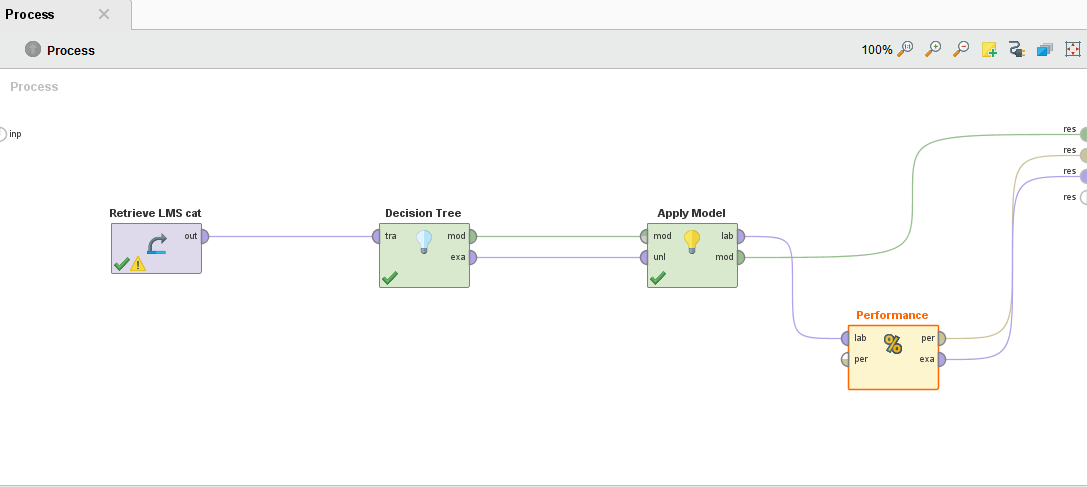 Process
Process
100%
Process
inp
res
res
res
res
Retrieve LMS cat
out
Decision Tree
tra
mod
exa
Apply Model
mod
lab
unl
mod
Performance
lab
per
per
exa
%